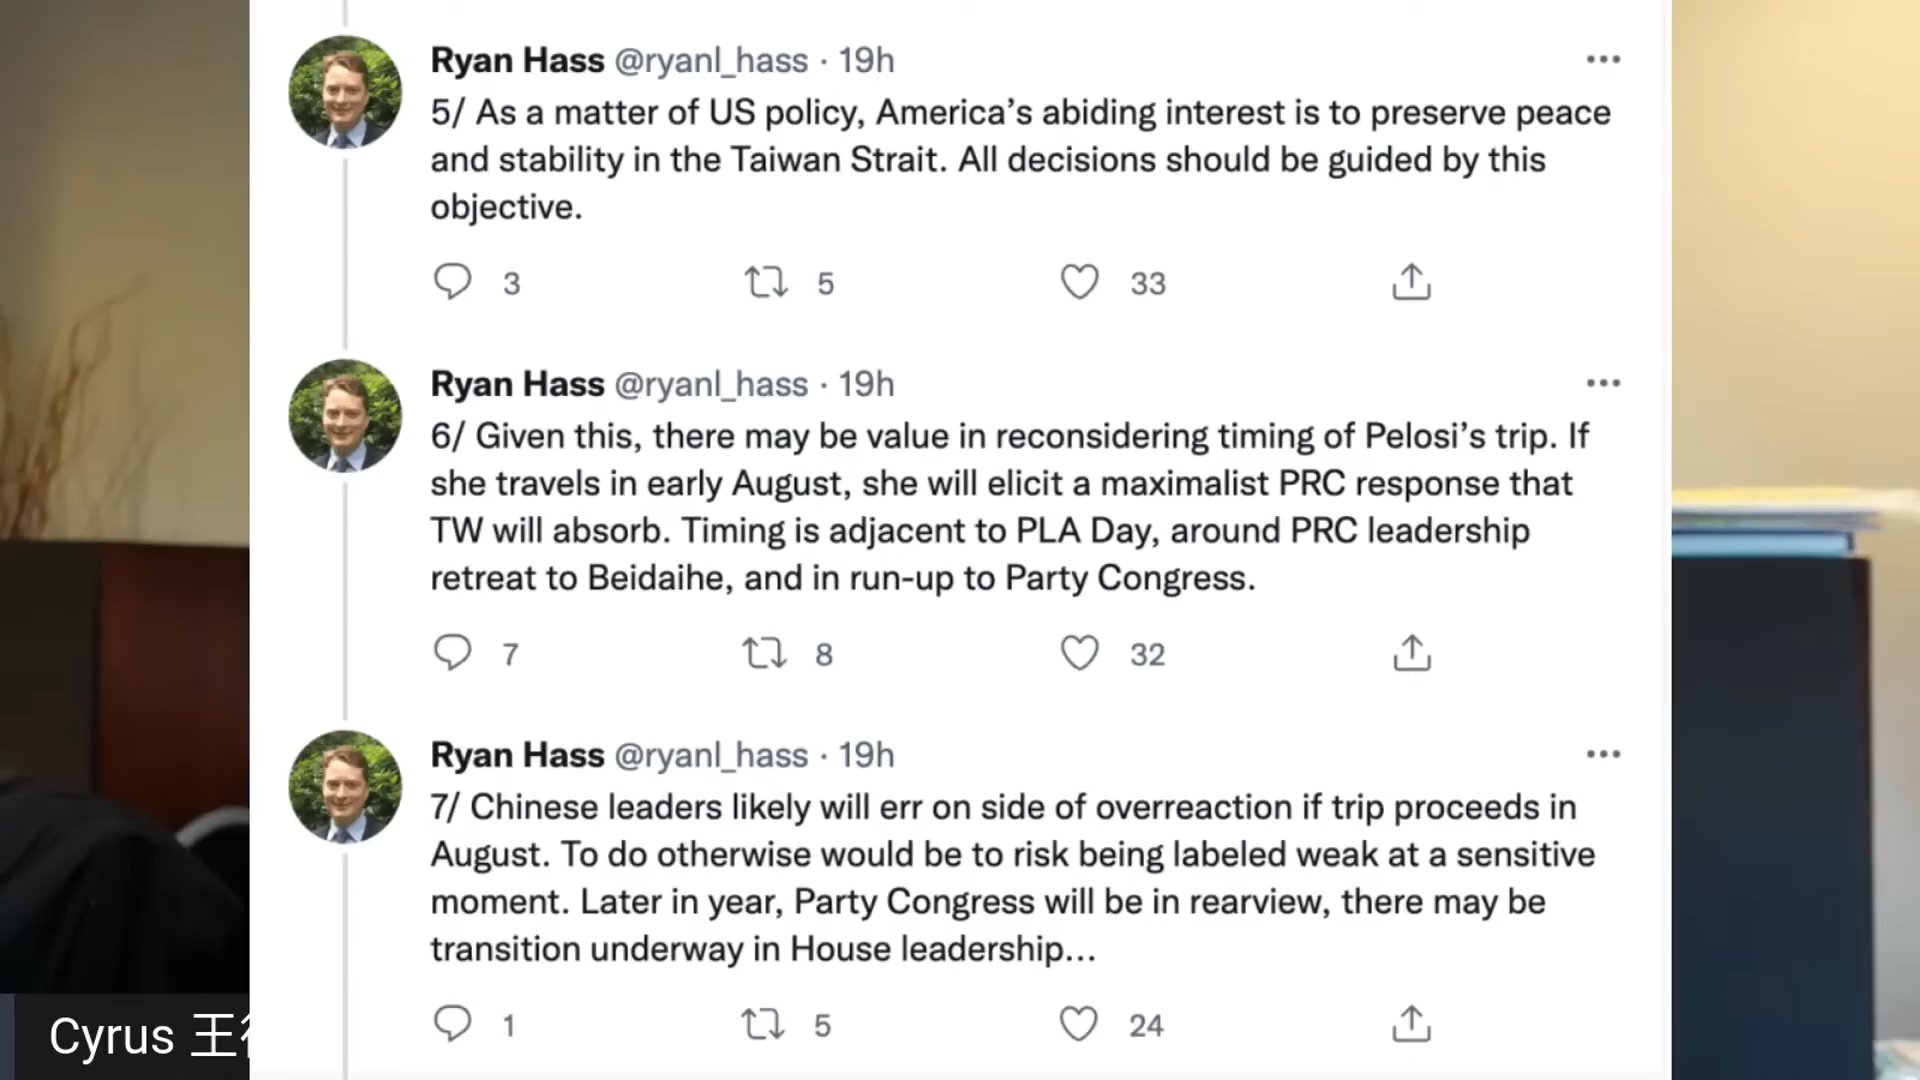 Ryan Hass @ryanl_hass · 19h
5/ As a matter of US policy, America’s abiding interest is to preserve peace
and stability in the Taiwan Strait. All decisions should be guided by this
objective.
3 5 33
Ryan Hass @ryanl_hass · 19h
6/ Given this, there may be value in reconsidering timing of Pelosi’s trip. If
she travels in early August, she will elicit a maximalist PRC response that
TW will absorb. Timing is adjacent to PLA Day, around PRC leadership
retreat to Beidaihe, and in run-up to Party Congress.
7 8 32
Ryan Hass @ryanl_hass · 19h
7/ Chinese leaders likely will err on side of overreaction if trip proceeds in
August. To do otherwise would be to risk being labeled weak at a sensitive
moment. Later in year, Party Congress will be in rearview, there may be
transition underway in House leadership...
1 5 24
Cyrus 王